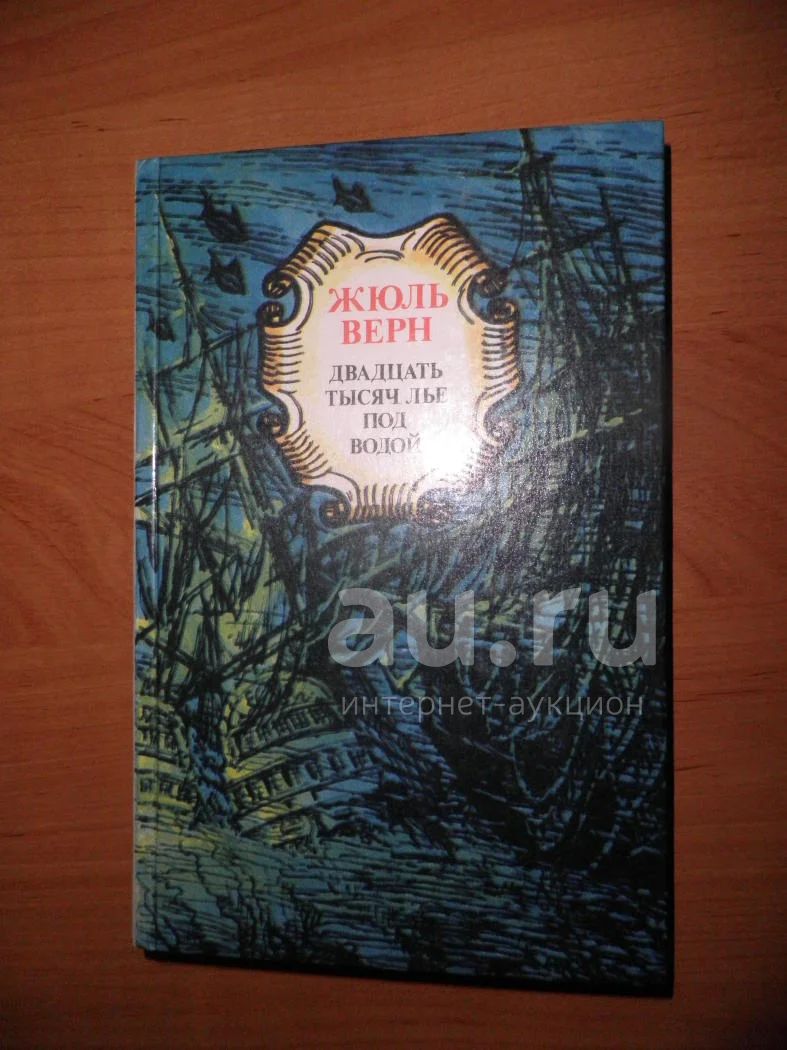 ЖЮЛЬ
ВЕРН
ДВАДЦАТЬ
ТЫСЯЧ ЛЬЕ
ПОД
ВОДОЙ
au.ru
интернет-аукцион